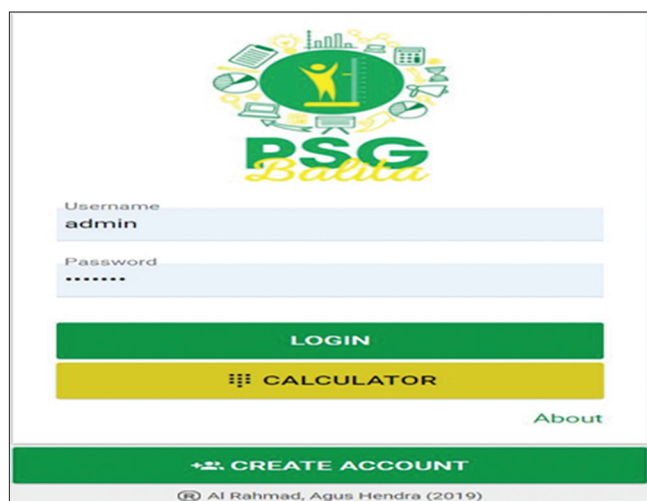 PSG
Balita
Username
admin
Password
•••••••
LOGIN
CALCULATOR
About
CREATE ACCOUNT
® Al Rahmad, Agus Hendra (2019)